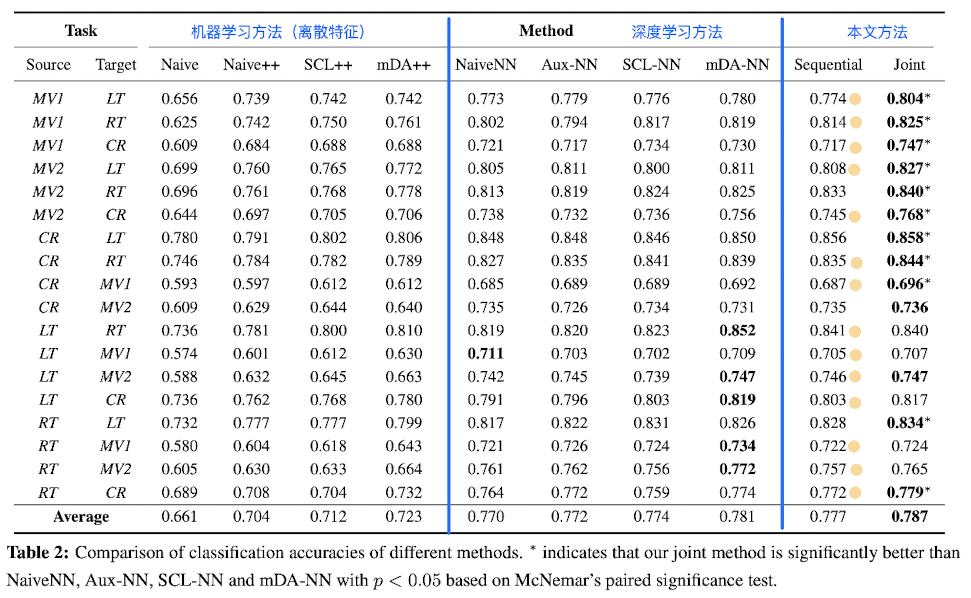 Task 机器学习方法（离散特征） Method 深度学习方法 本文方法
Source Target Naive Naive++ SCL++ mDA++ NaiveNN Aux-NN SCL-NN mDA-NN Sequential Joint
MV1 LT 0.656 0.739 0.742 0.742 0.773 0.779 0.776 0.780 0.774 0.804*
MV1 RT 0.625 0.742 0.750 0.761 0.802 0.794 0.817 0.819 0.814 0.825*
MV1 CR 0.609 0.684 0.688 0.688 0.721 0.717 0.734 0.730 0.717 0.747*
MV2 LT 0.699 0.760 0.765 0.772 0.805 0.811 0.800 0.811 0.808 0.827*
MV2 RT 0.696 0.761 0.768 0.778 0.813 0.819 0.824 0.825 0.833 0.840*
MV2 CR 0.644 0.697 0.705 0.706 0.738 0.732 0.736 0.756 0.745 0.768*
CR LT 0.780 0.791 0.802 0.806 0.848 0.848 0.846 0.850 0.856 0.858*
CR RT 0.746 0.784 0.782 0.789 0.827 0.835 0.841 0.839 0.835 0.844*
CR MV1 0.593 0.597 0.612 0.612 0.685 0.689 0.689 0.692 0.687 0.696*
CR MV2 0.609 0.629 0.644 0.640 0.735 0.726 0.734 0.731 0.735 0.736
LT RT 0.736 0.781 0.800 0.810 0.819 0.820 0.823 0.852 0.841 0.840
LT MV1 0.574 0.601 0.612 0.630 0.711 0.703 0.702 0.709 0.705 0.707
LT MV2 0.588 0.632 0.645 0.663 0.742 0.745 0.739 0.747 0.746 0.747
LT CR 0.736 0.762 0.768 0.780 0.791 0.796 0.803 0.819 0.803 0.817
RT LT 0.732 0.777 0.777 0.799 0.817 0.822 0.831 0.826 0.828 0.834*
RT MV1 0.580 0.604 0.618 0.643 0.721 0.726 0.724 0.734 0.722 0.724
RT MV2 0.605 0.630 0.633 0.664 0.761 0.762 0.756 0.772 0.757 0.765
RT CR 0.689 0.708 0.704 0.732 0.764 0.772 0.759 0.774 0.772 0.779*
Average 0.661 0.704 0.712 0.723 0.770 0.772 0.774 0.781 0.777 0.787
Table 2: Comparison of classification accuracies of different methods. * indicates that our joint method is significantly better than
NaiveNN, Aux-NN, SCL-NN and mDA-NN with p < 0.05 based on McNemar's paired significance test.